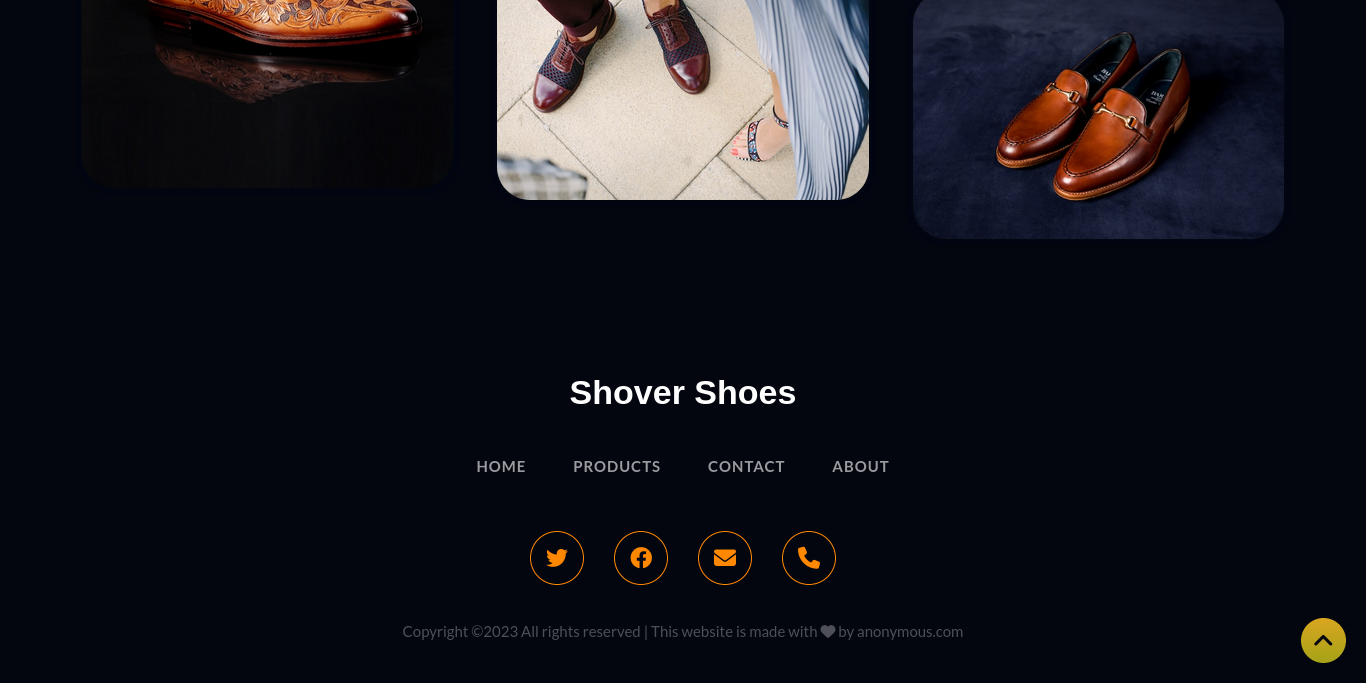 Shover Shoes
HOME PRODUCTS CONTACT ABOUT
Copyright ©2023 All rights reserved | This website is made with ♥ by anonymous.com